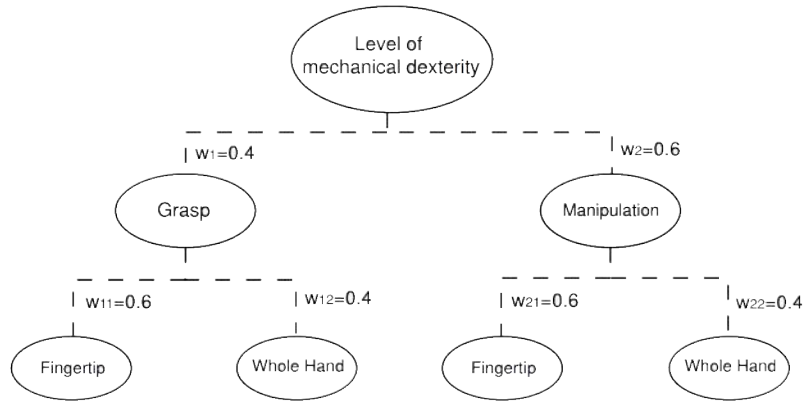 Level of
mechanical dexterity
w1=0.4
w2=0.6
Grasp
Manipulation
w11=0.6
w12=0.4
w21=0.6
w22=0.4
Fingertip
Whole Hand
Fingertip
Whole Hand